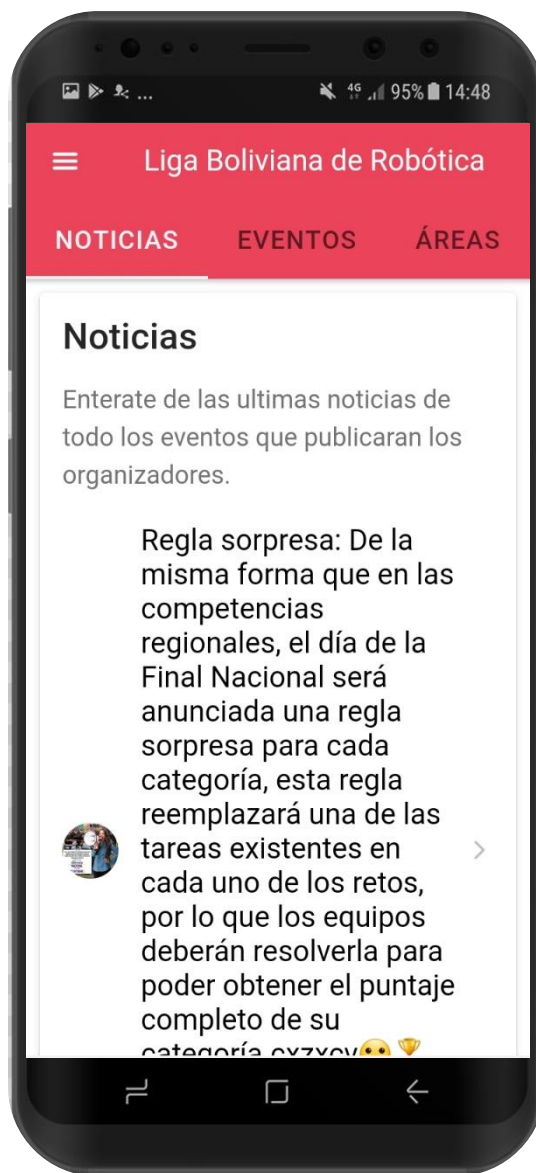 ... 4G 95% 14:48
Liga Boliviana de Robótica
NOTICIAS EVENTOS ÁREAS
Noticias
Enterate de las ultimas noticias de
todo los eventos que publicaran los
organizadores.
Regla sorpresa: De la
misma forma que en las
competencias
regionales, el día de la
Final Nacional será
anunciada una regla
sorpresa para cada
categoría, esta regla
reemplazará una de las
tareas existentes en
cada uno de los retos,
por lo que los equipos
deberán resolverla para
poder obtener el puntaje
completo de su
categoría cxzxcv😶🏆